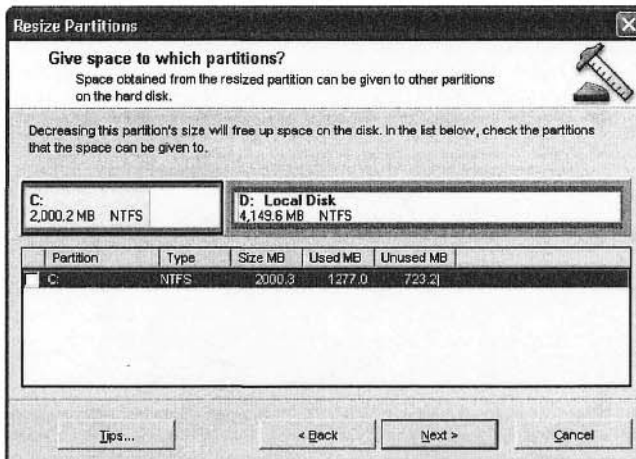 Resize Partitions
Give space to which partitions?
Space obtained from the resized partition can be given to other partitions
on the hard disk.
Decreasing this partition's size will free up space on the disk. In the list below, check the partitions
that the space can be given to.
C: D: Local Disk
2,000.2 MB NTFS 4,149.6 MB NTFS
Partition Type Size MB Used MB Unused MB
C: NTFS 2000.3 1277.0 723.2
Tips... < Back Next > Cancel